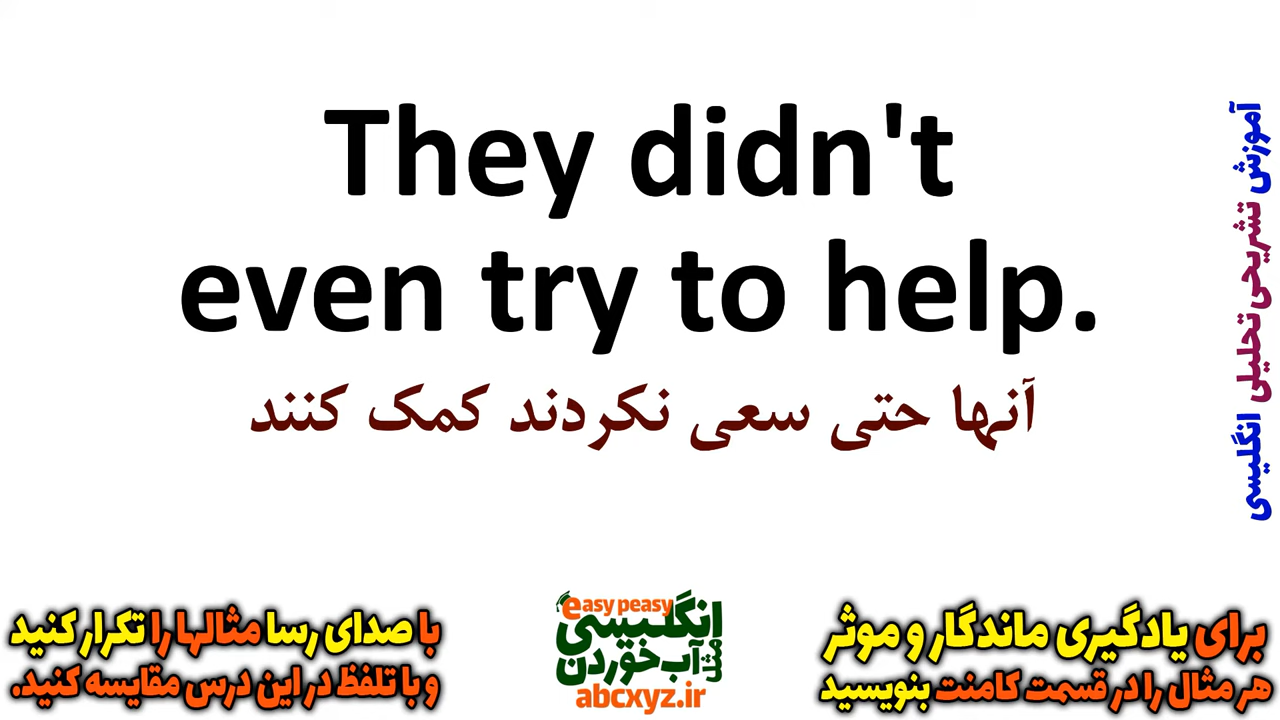 They didn't
even try to help.
آنها حتی سعی نکردند کمک کنند
آموزش تشریحی تحلیلی انگلیسی
برای یادگیری ماندگار و موثر
هر مثال را در قسمت کامنت بنویسید
easy peasy
انگلیسی
مثل آب خوردن
abcxyz.ir
با صدای رسا مثالها را تکرار کنید
و با تلفظ در این درس مقایسه کنید.